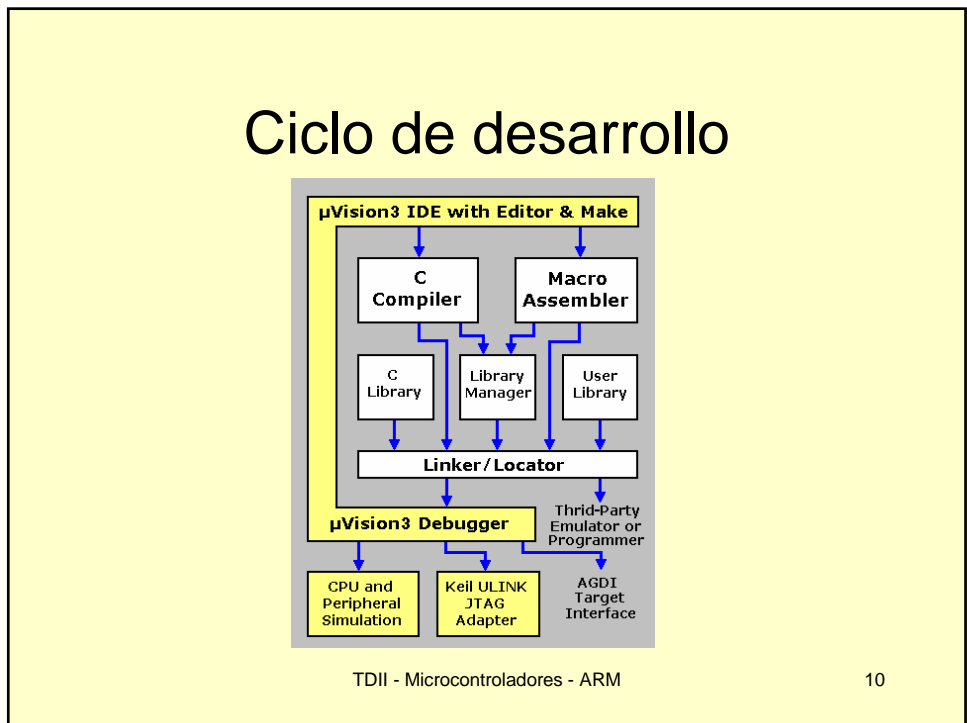 Ciclo de desarrollo
µVision3 IDE with Editor & Make
C
Compiler
Macro
Assembler
C
Library
Library
Manager
User
Library
Linker/Locator
Thrid-Party
Emulator or
Programmer
µVision3 Debugger
CPU and
Peripheral
Simulation
Keil ULINK
JTAG
Adapter
AGDI
Target
Interface
TDII - Microcontroladores - ARM
10